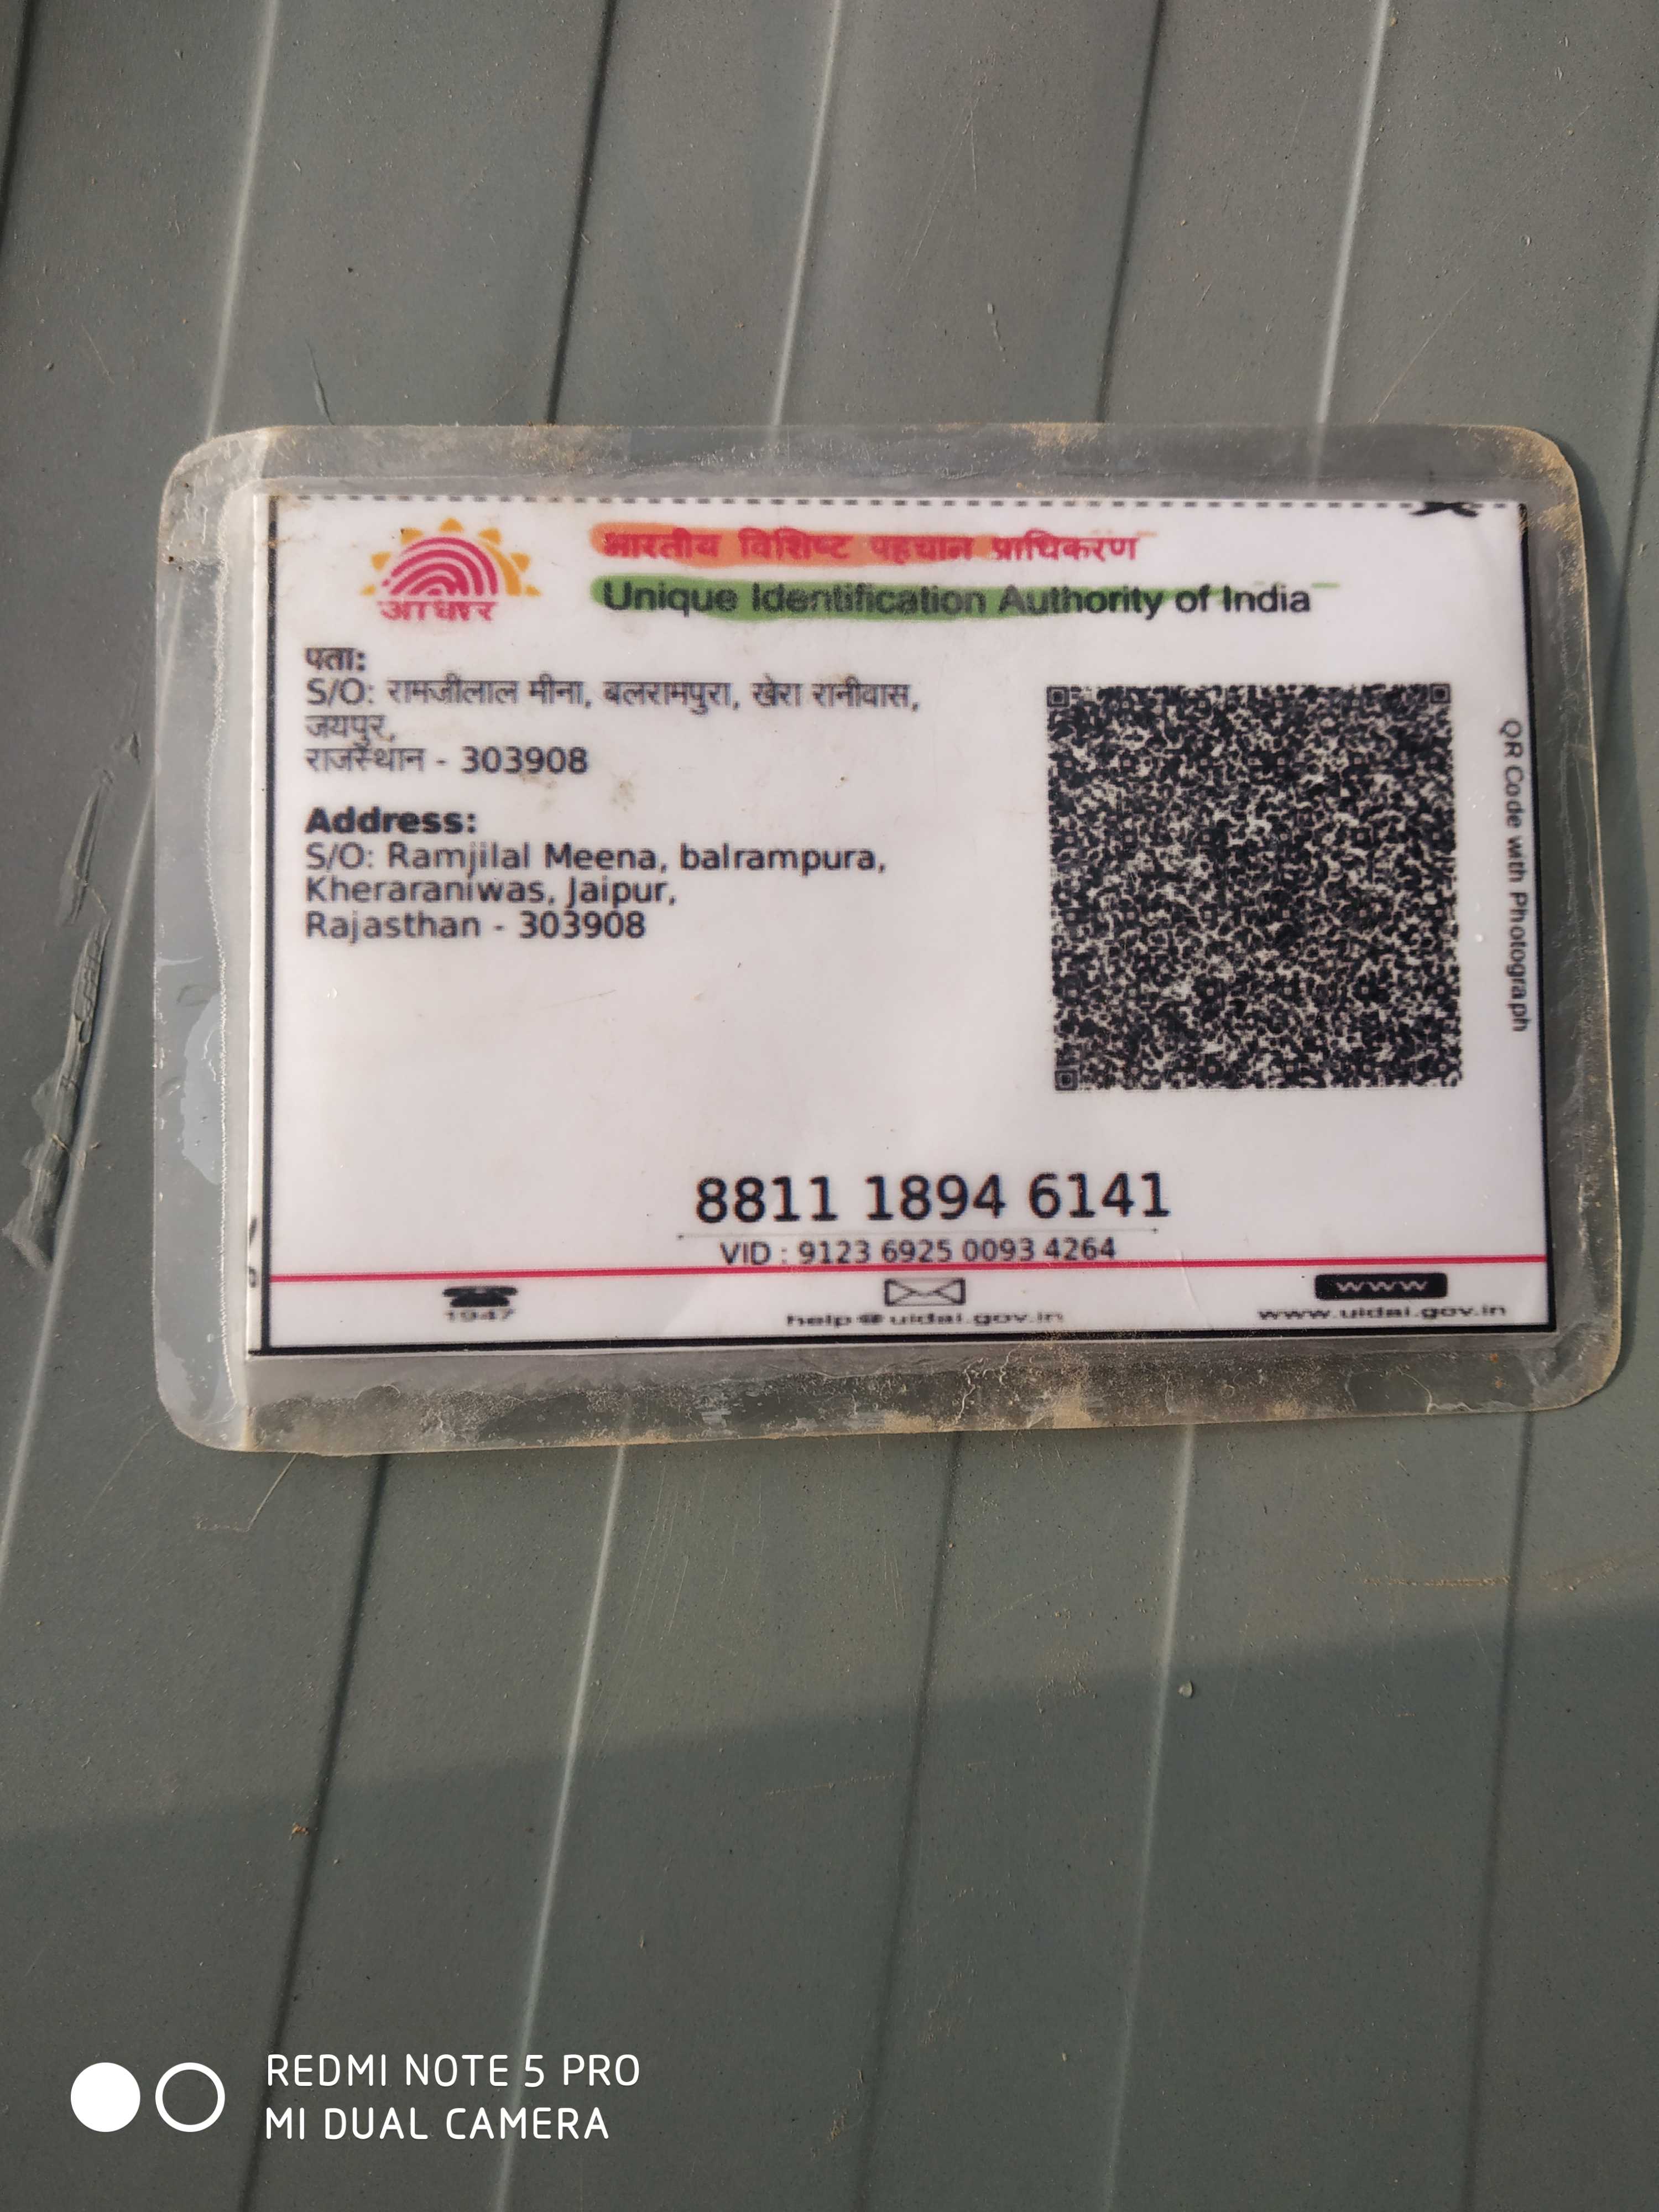 आधार
भारतीय विशिष्ट पहचान प्राधिकरण
Unique Identification Authority of India
पता:
S/O: रामजीलाल मीना, बलरामपुरा, खेरा रानीवास,
जयपुर,
राजस्थान - 303908
Address:
S/O: Ramjilal Meena, balrampura,
Kheraraniwas, Jaipur,
Rajasthan - 303908
QR Code with Photograph
8811 1894 6141
VID : 9123 6925 0093 4264
1947
help@uidai.gov.in
www
www.uidai.gov.in
REDMI NOTE 5 PRO
MI DUAL CAMERA